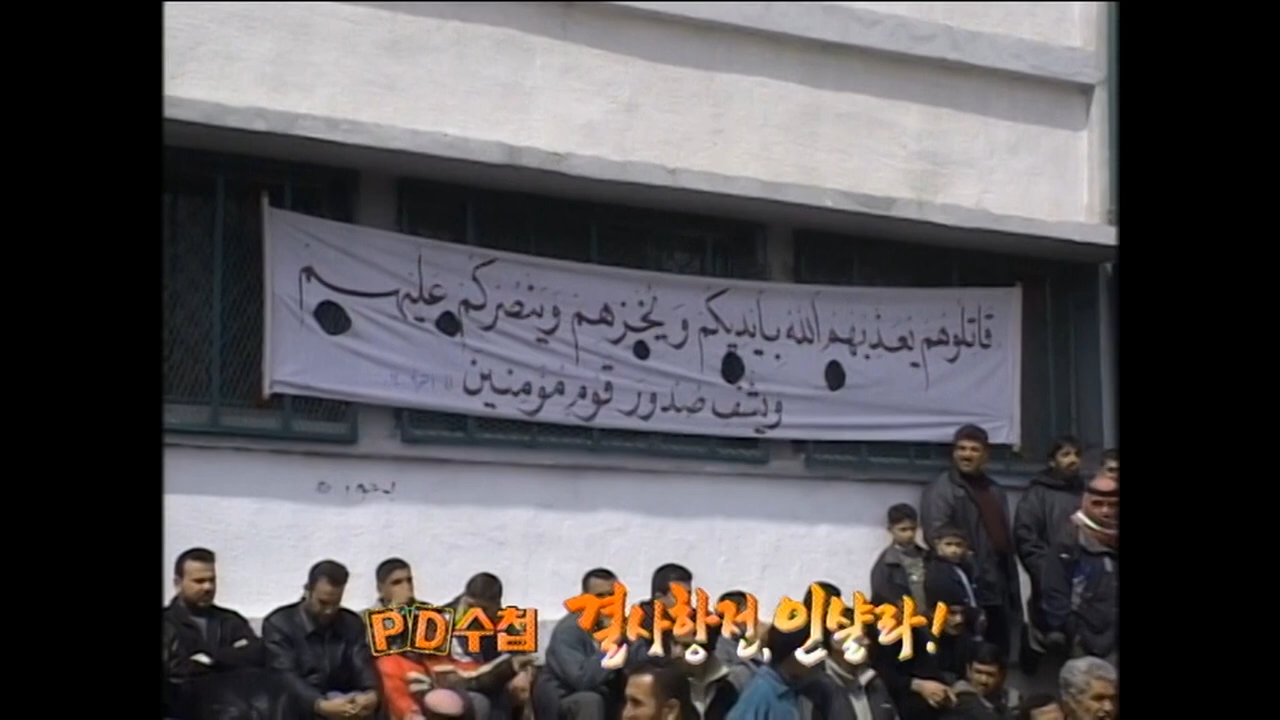 قاتلوهم يعذبهم الله بأيديكم ويخزهم وينصركم عليهم
ويشف صدور قوم مؤمنين
PD수첩 결사항전, 인샬라!